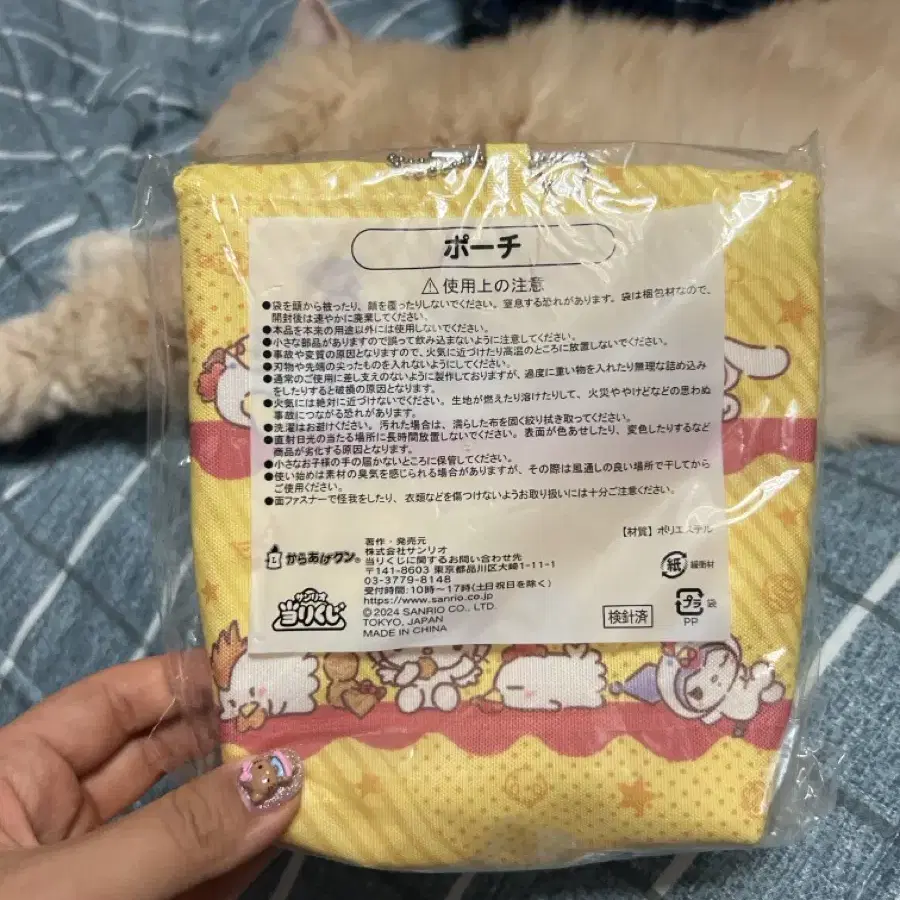 ポーチ
⚠使用上の注意
●袋を頭から被ったり、顔を覆ったりしないでください。窒息する恐れがあります。袋は梱包材なので、
開封後は速やかに廃棄してください。
●本品を本来の用途以外には使用しないでください。
●小さな部品がありますので誤って飲み込まないように注意してください。
●事故や変質の原因となりますので、火気に近づけたり高温のところに放置しないでください。
●刃物や先端の尖ったものを入れないようにしてください。
●通常のご使用に差し支えのないように製作しておりますが、過度に重い物を入れたり無理な詰め込み
をしたりすると破損の原因となります。
●火気には絶対に近づけないでください。生地が燃えたり溶けたりして、火災ややけどなどの思わぬ
事故につながる恐れがあります。
●洗濯はお避けください。汚れた場合は、濡らした布を固く絞り拭き取ってください。
●直射日光の当たる場所に長時間放置しないでください。表面が色あせしたり、変色したりするなど
商品が劣化する原因となります。
●小さなお子様の手の届かないところに保管してください。
●使い始めは素材の臭気を感じられる場合がありますが、その際は風通しの良い場所で干してから
ご使用ください。
●面ファスナーで怪我をしたり、衣類などを傷つけないようお取り扱いには十分ご注意ください。
【材質】ポリエステル
からあげクン®
サンリオ
当りくじ
著作・発売元
株式会社サンリオ
当りくじに関するお問い合わせ先
〒141-8603 東京都品川区大崎1-11-1
03-3779-8148
受付時間:10時〜17時(土日祝日を除く)
https://www.sanrio.co.jp
©2024 SANRIO CO., LTD.
TOKYO, JAPAN
MADE IN CHINA
検針済
紙 緩衝材
プラ 袋
PP